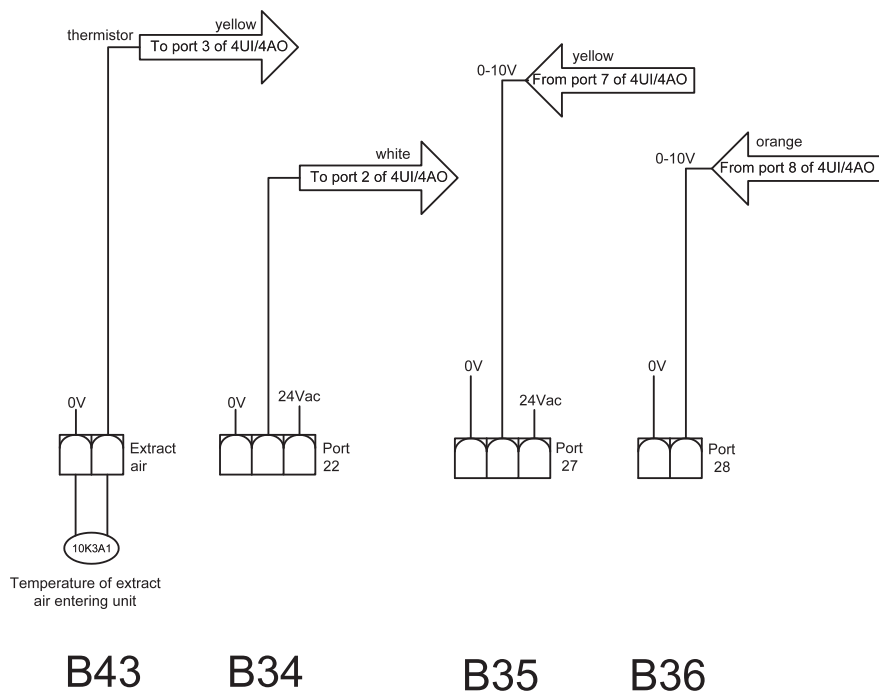 yellow
thermistor
To port 3 of 4UI/4AO
yellow
0-10V
From port 7 of 4UI/4AO
orange
0-10V
From port 8 of 4UI/4AO
white
To port 2 of 4UI/4AO
0V
Extract
air
0V
24Vac
Port
22
0V
24Vac
Port
27
0V
Port
28
10K3A1
Temperature of extract
air entering unit
B43
B34
B35
B36